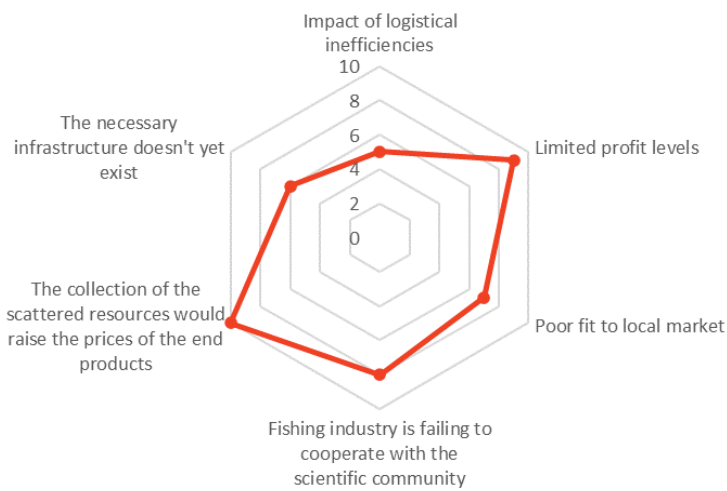 Impact of logistical
inefficiencies
10
8
6
4
2
0
Limited profit levels
Poor fit to local market
Fishing industry is failing to
cooperate with the
scientific community
The collection of the
scattered resources would
raise the prices of the end
products
The necessary
infrastructure doesn't yet
exist